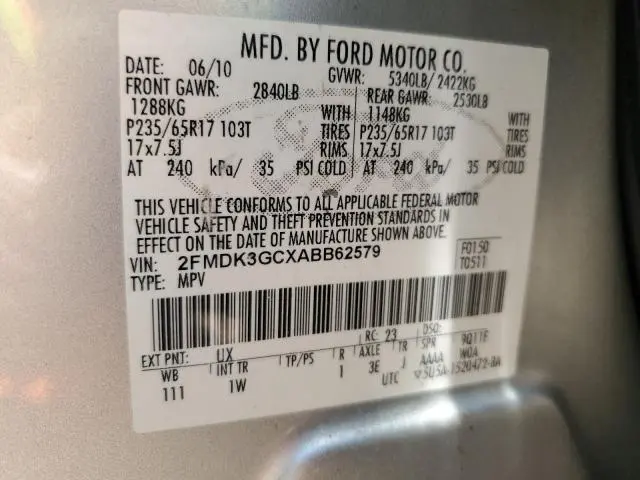 MFD. BY FORD MOTOR CO.
DATE: 06/10 GVWR: 5340LB/ 2422KG
FRONT GAWR: 2840LB REAR GAWR: 2530LB
1288KG WITH 1148KG WITH
P235/65R17 103T TIRES P235/65R17 103T TIRES
17x7.5J RIMS 17x7.5J RIMS
AT 240 kPa/ 35 PSI COLD AT 240 kPa/ 35 PSI COLD
THIS VEHICLE CONFORMS TO ALL APPLICABLE FEDERAL MOTOR
VEHICLE SAFETY AND THEFT PREVENTION STANDARDS IN
EFFECT ON THE DATE OF MANUFACTURE SHOWN ABOVE.
VIN: 2FMDK3GCXABB62579 F0150
TYPE: MPV T0511
RC: 23 DSO:
EXT PNT: UX
WB INT TR TP/PS R AXLE TR SPR 9Q11E
111 1W 1 3E J AAAA WOA
UTC